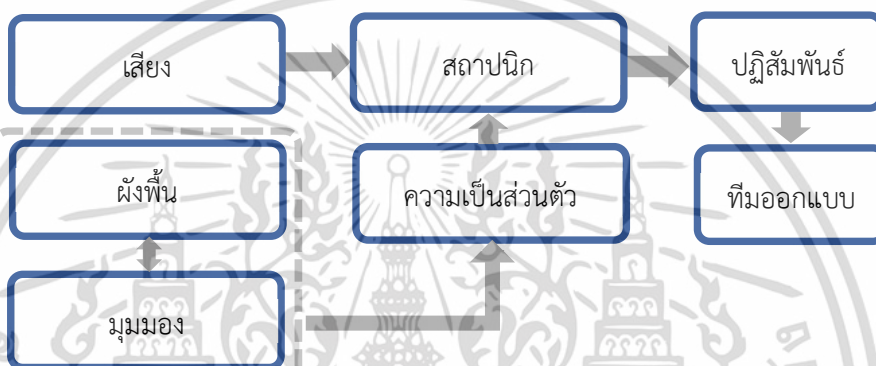 เสียง
สถาปนิก
ปฏิสัมพันธ์
ผังพื้น
ความเป็นส่วนตัว
ทีมออกแบบ
มุมมอง